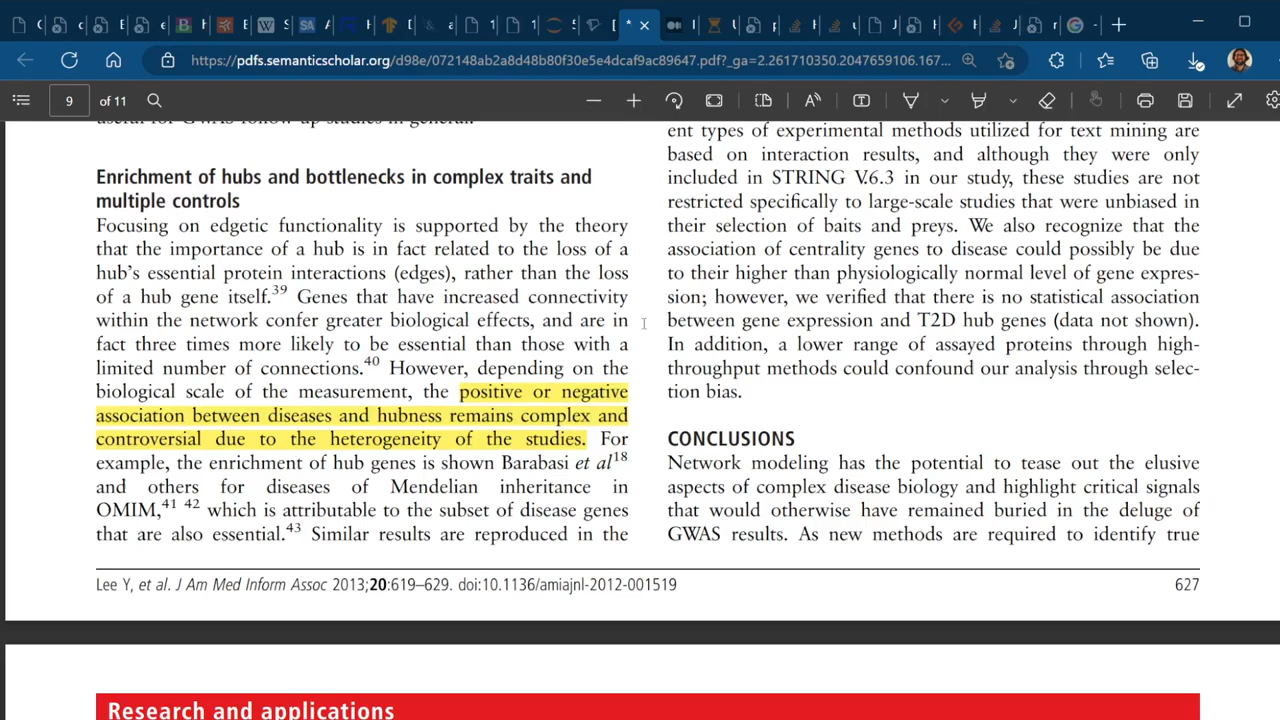 https://pdfs.semanticscholar.org/d98e/072148ab2a8d48b80f30e5e4dcaf9ac89647.pdf?_ga=2.261710350.2047659106.167...
9 of 11
useful for GWAS follow-up studies in general.
Enrichment of hubs and bottlenecks in complex traits and
multiple controls
Focusing on edgetic functionality is supported by the theory
that the importance of a hub is in fact related to the loss of a
hub's essential protein interactions (edges), rather than the loss
of a hub gene itself.39 Genes that have increased connectivity
within the network confer greater biological effects, and are in
fact three times more likely to be essential than those with a
limited number of connections.40 However, depending on the
biological scale of the measurement, the positive or negative
association between diseases and hubness remains complex and
controversial due to the heterogeneity of the studies. For
example, the enrichment of hub genes is shown Barabasi et al18
and others for diseases of Mendelian inheritance in
OMIM,41 42 which is attributable to the subset of disease genes
that are also essential.43 Similar results are reproduced in the
ent types of experimental methods utilized for text mining are
based on interaction results, and although they were only
included in STRING V.6.3 in our study, these studies are not
restricted specifically to large-scale studies that were unbiased in
their selection of baits and preys. We also recognize that the
association of centrality genes to disease could possibly be due
to their higher than physiologically normal level of gene expres-
sion; however, we verified that there is no statistical association
between gene expression and T2D hub genes (data not shown).
In addition, a lower range of assayed proteins through high-
throughput methods could confound our analysis through selec-
tion bias.
CONCLUSIONS
Network modeling has the potential to tease out the elusive
aspects of complex disease biology and highlight critical signals
that would otherwise have remained buried in the deluge of
GWAS results. As new methods are required to identify true
Lee Y, et al. J Am Med Inform Assoc 2013;20:619–629. doi:10.1136/amiajnl-2012-001519
627
Research and applications